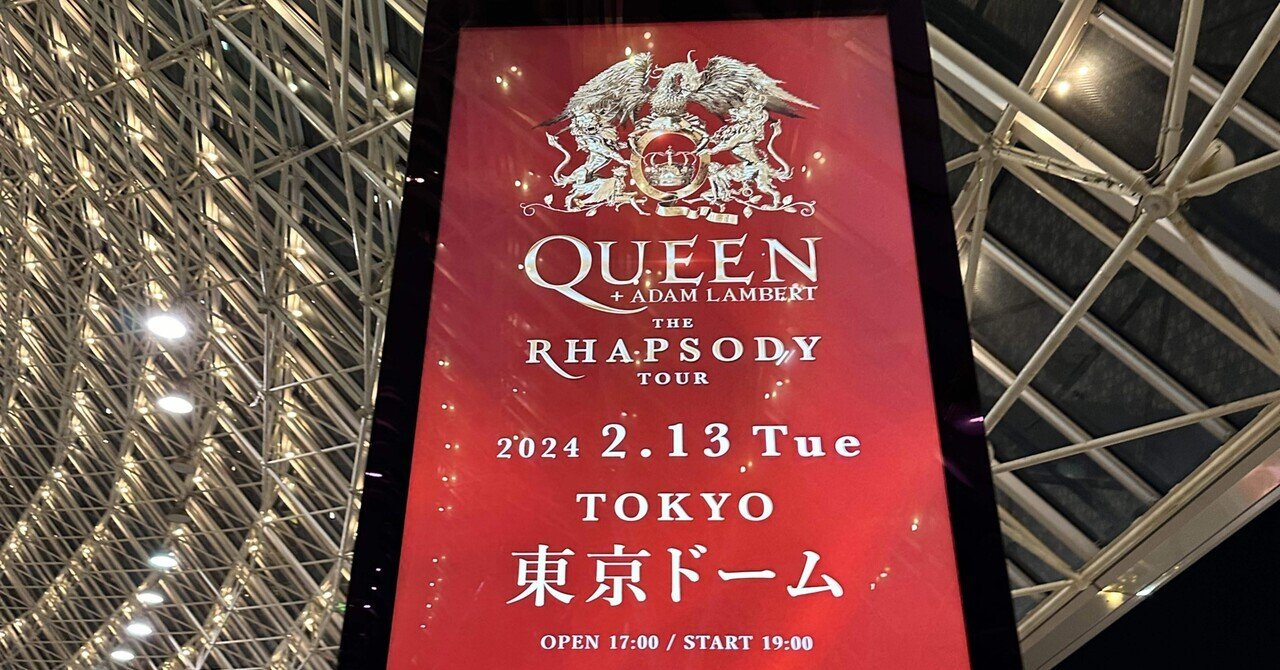 QUEEN
+ ADAM LAMBERT
THE
RHAPSODY
TOUR
2024 2.13 Tue
TOKYO
東京ドーム
OPEN 17:00 / START 19:00